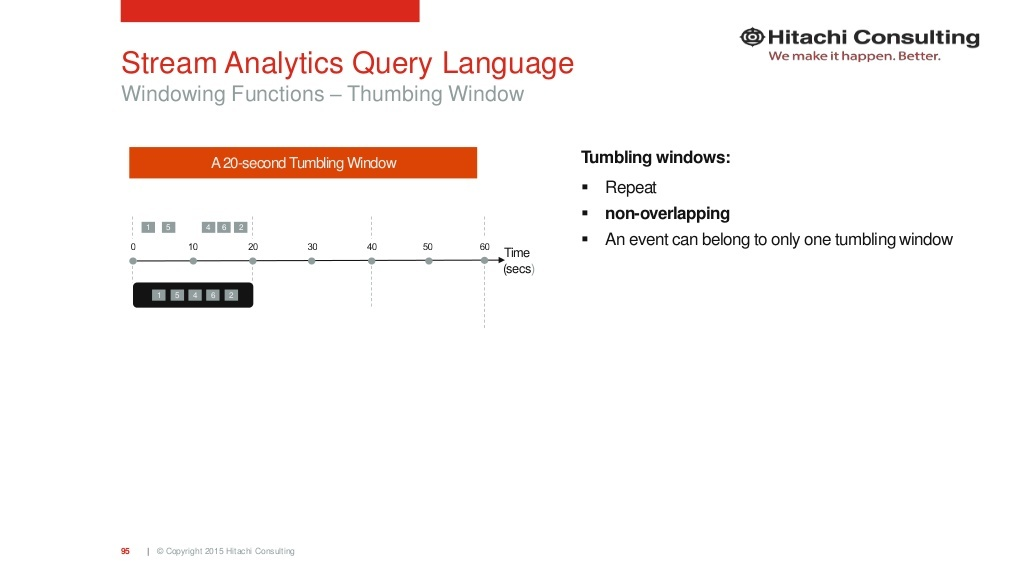 Hitachi Consulting
We make it happen. Better.
Stream Analytics Query Language
Windowing Functions – Thumbing Window
A 20-second Tumbling Window
1 5 4 6 2
0 10 20 30 40 50 60 Time
(secs)
1 5 4 6 2
Tumbling windows:
▪ Repeat
▪ non-overlapping
▪ An event can belong to only one tumbling window
95 | © Copyright 2015 Hitachi Consulting